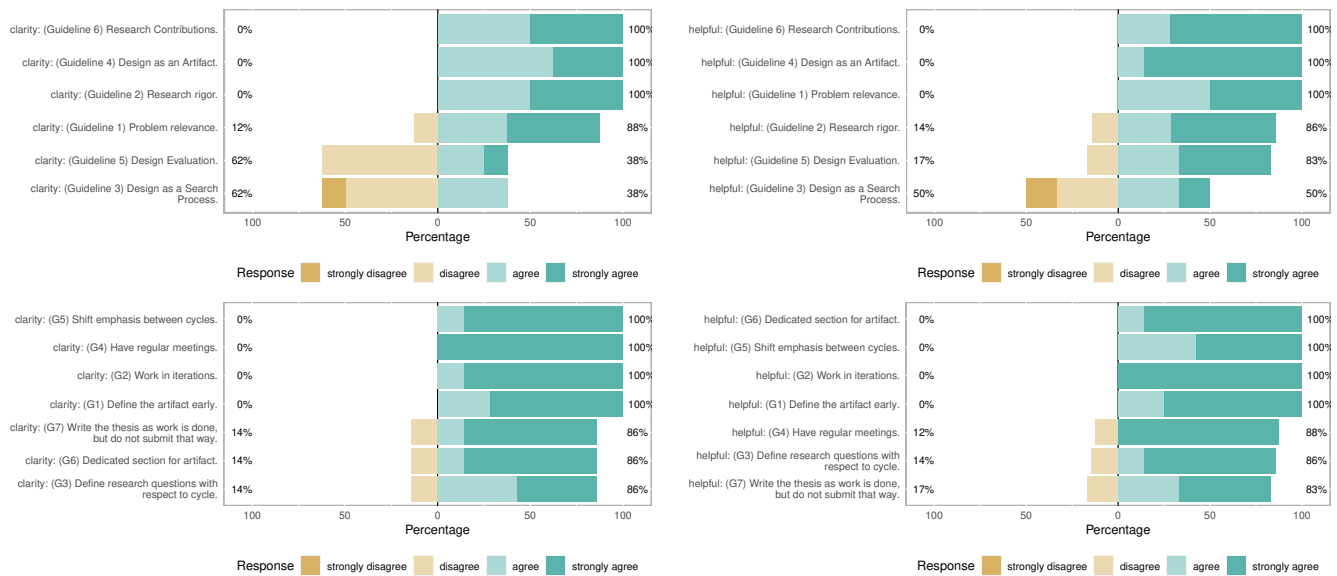 clarity: (Guideline 6) Research Contributions.
0%
100%
clarity: (Guideline 4) Design as an Artifact.
0%
100%
clarity: (Guideline 2) Research rigor.
0%
100%
clarity: (Guideline 1) Problem relevance.
12%
88%
clarity: (Guideline 5) Design Evaluation.
62%
38%
clarity: (Guideline 3) Design as a Search
Process.
62%
38%
100 50 0 50 100
Percentage
Response strongly disagree disagree agree strongly agree
helpful: (Guideline 6) Research Contributions.
0%
100%
helpful: (Guideline 4) Design as an Artifact.
0%
100%
helpful: (Guideline 1) Problem relevance.
0%
100%
helpful: (Guideline 2) Research rigor.
14%
86%
helpful: (Guideline 5) Design Evaluation.
17%
83%
helpful: (Guideline 3) Design as a Search
Process.
50%
50%
100 50 0 50 100
Percentage
Response strongly disagree disagree agree strongly agree
clarity: (G5) Shift emphasis between cycles.
0%
100%
clarity: (G4) Have regular meetings.
0%
100%
clarity: (G2) Work in iterations.
0%
100%
clarity: (G1) Define the artifact early.
0%
100%
clarity: (G7) Write the thesis as work is done,
but do not submit that way.
14%
86%
clarity: (G6) Dedicated section for artifact.
14%
86%
clarity: (G3) Define research questions with
respect to cycle.
14%
86%
100 50 0 50 100
Percentage
Response strongly disagree disagree agree strongly agree
helpful: (G6) Dedicated section for artifact.
0%
100%
helpful: (G5) Shift emphasis between cycles.
0%
100%
helpful: (G2) Work in iterations.
0%
100%
helpful: (G1) Define the artifact early.
0%
100%
helpful: (G4) Have regular meetings.
12%
88%
helpful: (G3) Define research questions with
respect to cycle.
14%
86%
helpful: (G7) Write the thesis as work is done,
but do not submit that way.
17%
83%
100 50 0 50 100
Percentage
Response strongly disagree disagree agree strongly agree